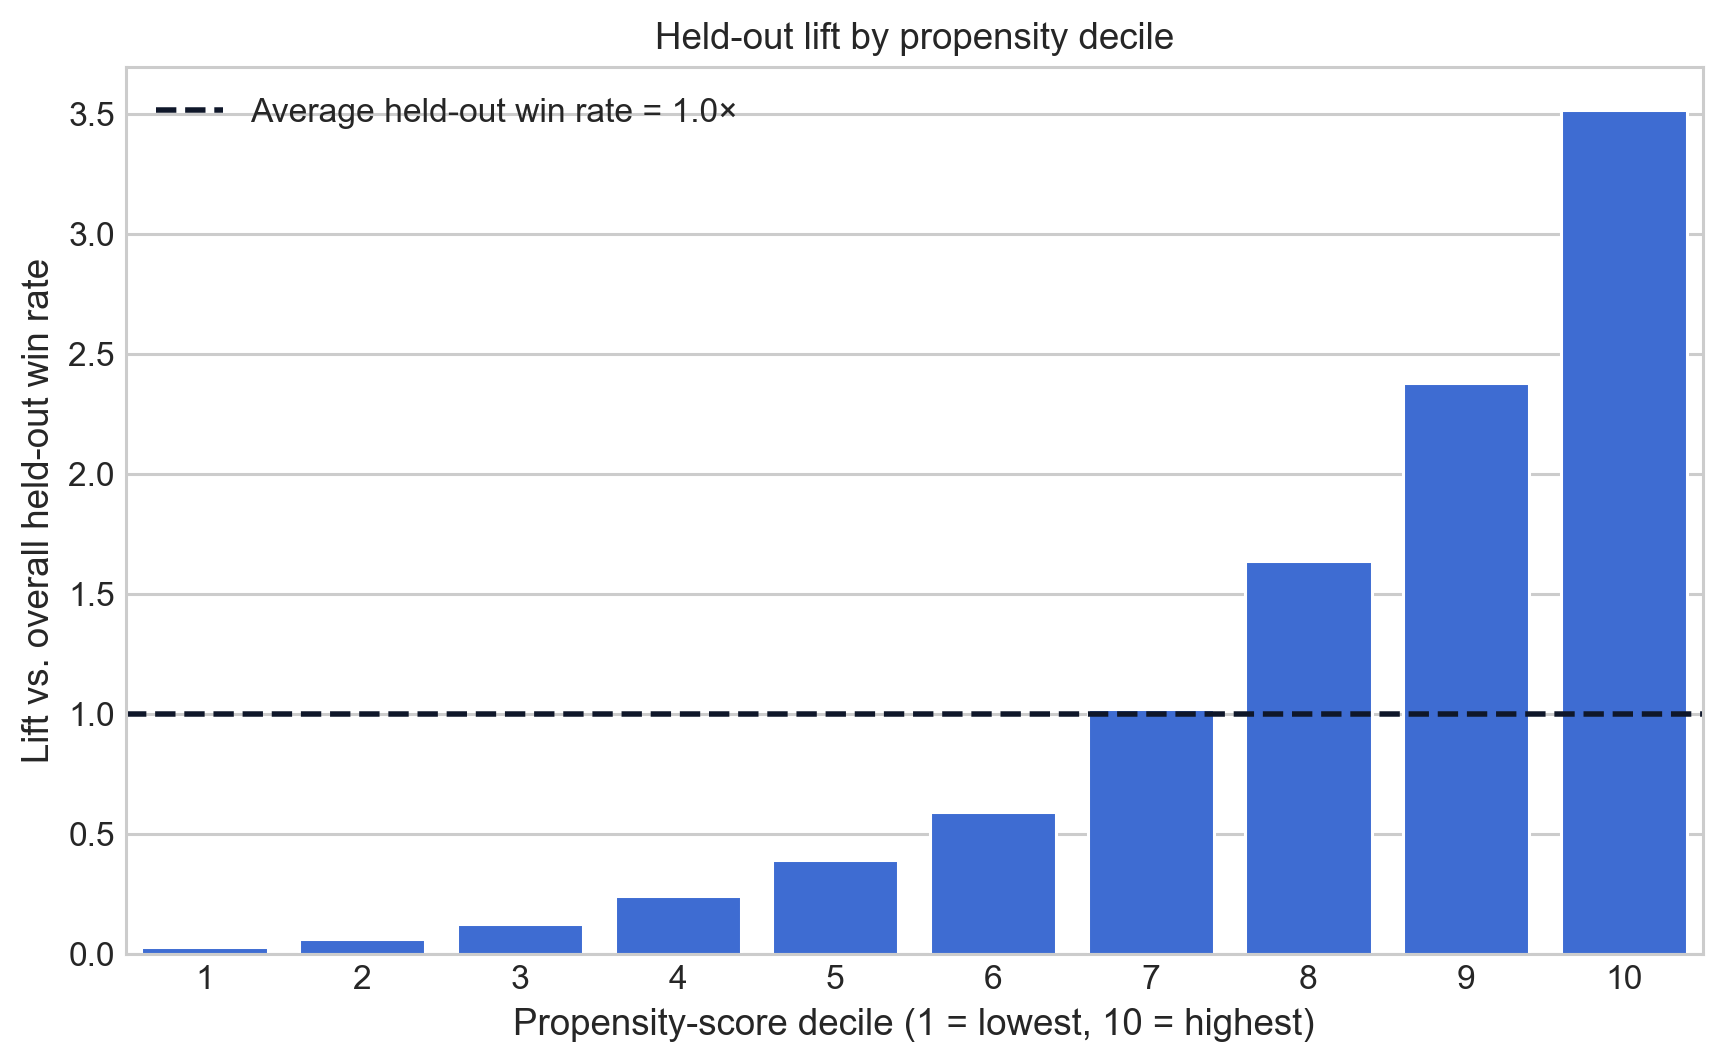 Held-out lift by propensity decile
Average held-out win rate = 1.0×
Lift vs. overall held-out win rate
3.5
3.0
2.5
2.0
1.5
1.0
0.5
0.0
1 2 3 4 5 6 7 8 9 10
Propensity-score decile (1 = lowest, 10 = highest)